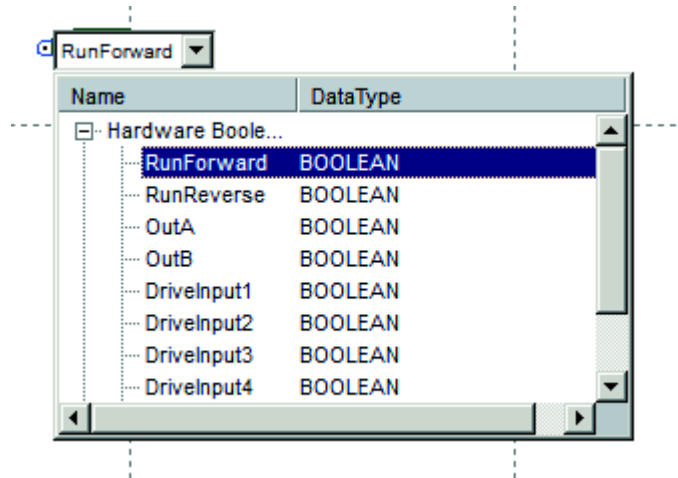 RunForward
Name DataType
Hardware Boole...
RunForward BOOLEAN
RunReverse BOOLEAN
OutA BOOLEAN
OutB BOOLEAN
DriveInput1 BOOLEAN
DriveInput2 BOOLEAN
DriveInput3 BOOLEAN
DriveInput4 BOOLEAN